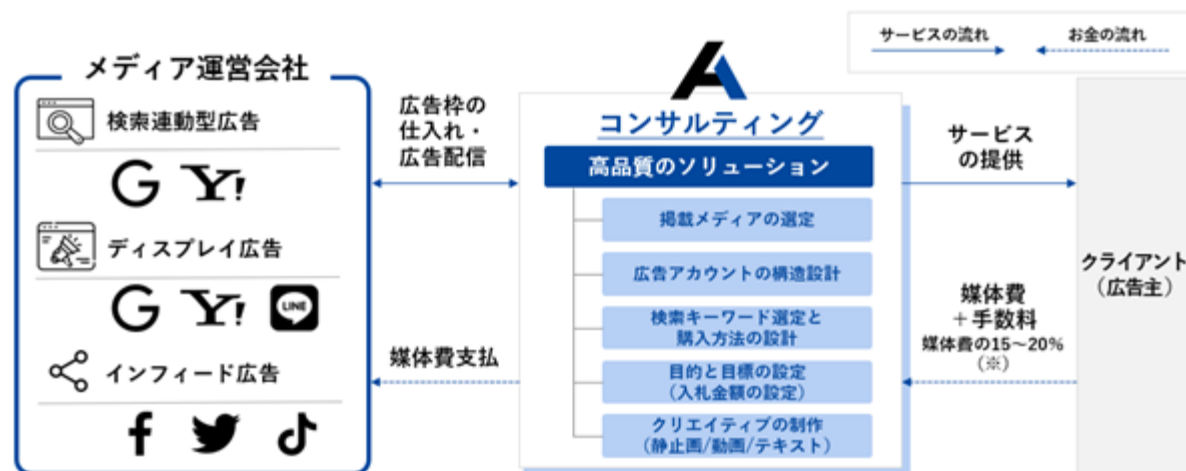 サービスの流れ
お金の流れ
メディア運営会社
検索連動型広告
G Y!
ディスプレイ広告
G Y! LINE
インフィード広告
広告枠の
仕入れ・
広告配信
媒体費支払
コンサルティング
高品質のソリューション
掲載メディアの選定
広告アカウントの構造設計
検索キーワード選定と
購入方法の設計
目的と目標の設定
(入札金額の設定)
クリエイティブの制作
(静止画/動画/テキスト)
サービス
の提供
媒体費
＋手数料
媒体費の15～20%
(※)
クライアント
(広告主)